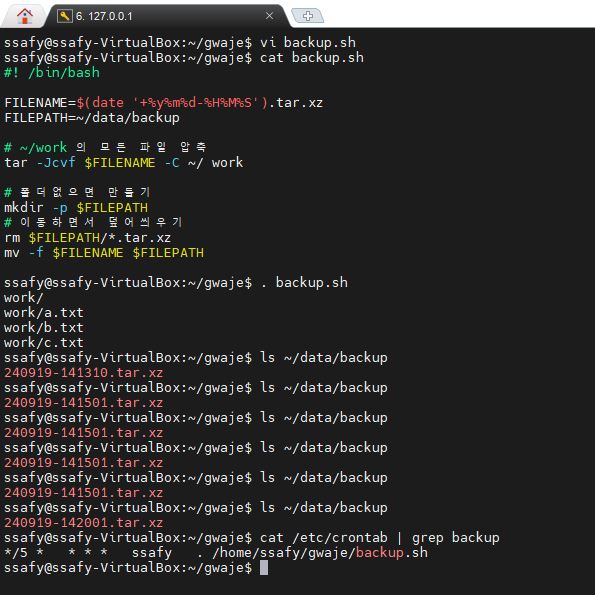 6. 127.0.0.1
ssafy@ssafy-VirtualBox:~/gwaje$ vi backup.sh
ssafy@ssafy-VirtualBox:~/gwaje$ cat backup.sh
#! /bin/bash
FILENAME=$(date '+%y%m%d-%H%M%S').tar.xz
FILEPATH=~/data/backup
# ~/work 의 모든 파일 압축
tar -Jcvf $FILENAME -C ~/ work
# 폴더없으면 만들기
mkdir -p $FILEPATH
# 이동하면서 덮어씌우기
rm $FILEPATH/*.tar.xz
mv -f $FILENAME $FILEPATH
ssafy@ssafy-VirtualBox:~/gwaje$ . backup.sh
work/
work/a.txt
work/b.txt
work/c.txt
ssafy@ssafy-VirtualBox:~/gwaje$ ls ~/data/backup
240919-141310.tar.xz
ssafy@ssafy-VirtualBox:~/gwaje$ ls ~/data/backup
240919-141501.tar.xz
ssafy@ssafy-VirtualBox:~/gwaje$ ls ~/data/backup
240919-141501.tar.xz
ssafy@ssafy-VirtualBox:~/gwaje$ ls ~/data/backup
240919-141501.tar.xz
ssafy@ssafy-VirtualBox:~/gwaje$ ls ~/data/backup
240919-141501.tar.xz
ssafy@ssafy-VirtualBox:~/gwaje$ ls ~/data/backup
240919-142001.tar.xz
ssafy@ssafy-VirtualBox:~/gwaje$ cat /etc/crontab | grep backup
*/5 *   * * *   ssafy   . /home/ssafy/gwaje/backup.sh
ssafy@ssafy-VirtualBox:~/gwaje$